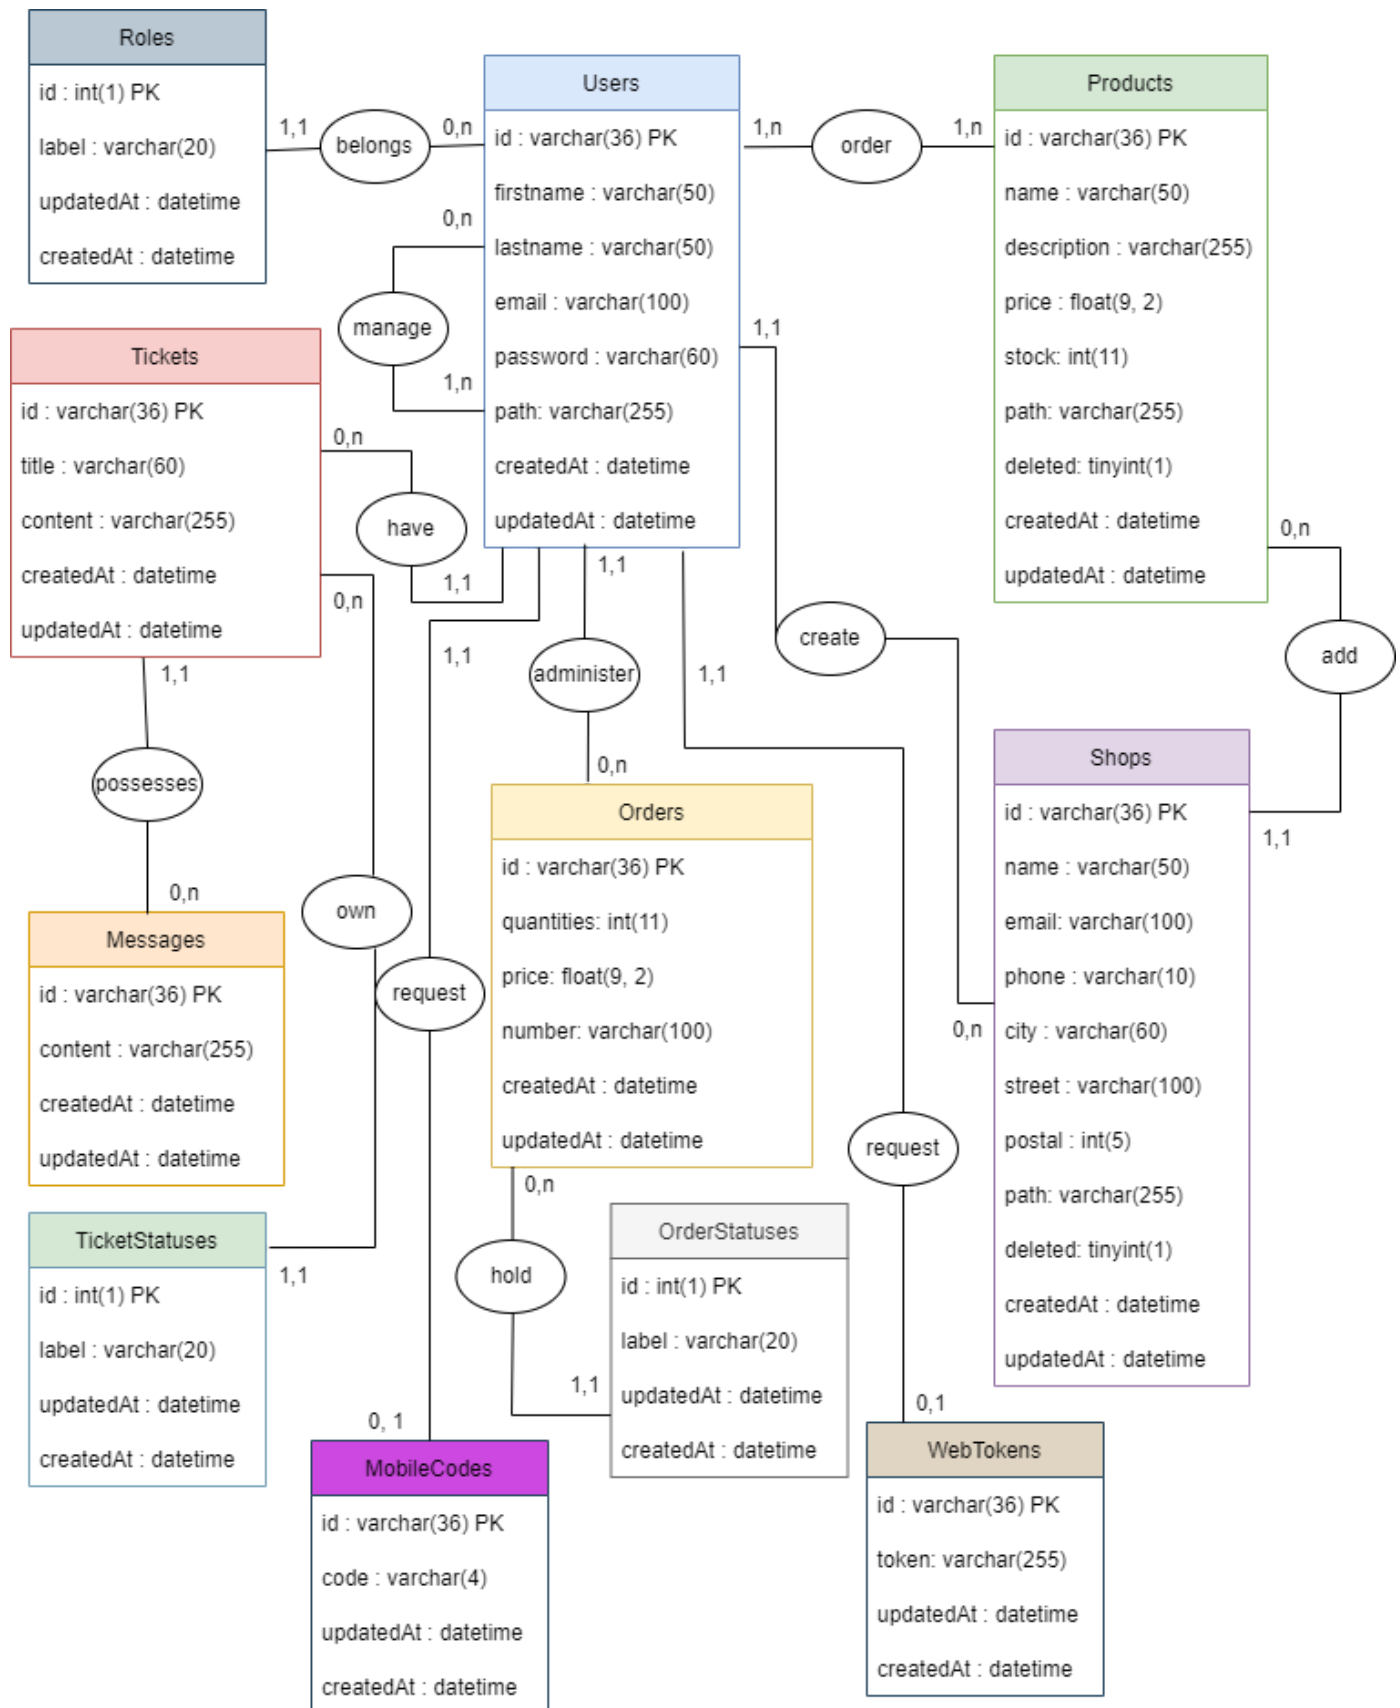 Roles
id : int(1) PK
label : varchar(20)
updatedAt : datetime
createdAt : datetime
1,1
belongs
0,n
Users
id : varchar(36) PK
firstname : varchar(50)
lastname : varchar(50)
email : varchar(100)
password : varchar(60)
path: varchar(255)
createdAt : datetime
updatedAt : datetime
1,n
order
1,n
Products
id : varchar(36) PK
name : varchar(50)
description : varchar(255)
price : float(9, 2)
stock: int(11)
path: varchar(255)
deleted: tinyint(1)
createdAt : datetime
updatedAt : datetime
0,n
manage
1,n
Tickets
id : varchar(36) PK
title : varchar(60)
content : varchar(255)
createdAt : datetime
updatedAt : datetime
0,n
have
1,1
0,n
own
1,1
1,1
possesses
0,n
1,1
request
0, 1
1,1
administer
0,n
1,1
request
0,1
1,1
create
0,n
0,n
add
1,1
Shops
id : varchar(36) PK
name : varchar(50)
email: varchar(100)
phone : varchar(10)
city : varchar(60)
street : varchar(100)
postal : int(5)
path: varchar(255)
deleted: tinyint(1)
createdAt : datetime
updatedAt : datetime
Orders
id : varchar(36) PK
quantities: int(11)
price: float(9, 2)
number: varchar(100)
createdAt : datetime
updatedAt : datetime
0,n
hold
1,1
Messages
id : varchar(36) PK
content : varchar(255)
createdAt : datetime
updatedAt : datetime
TicketStatuses
id : int(1) PK
label : varchar(20)
updatedAt : datetime
createdAt : datetime
OrderStatuses
id : int(1) PK
label : varchar(20)
updatedAt : datetime
createdAt : datetime
MobileCodes
id : varchar(36) PK
code : varchar(4)
updatedAt : datetime
createdAt : datetime
WebTokens
id : varchar(36) PK
token: varchar(255)
updatedAt : datetime
createdAt : datetime